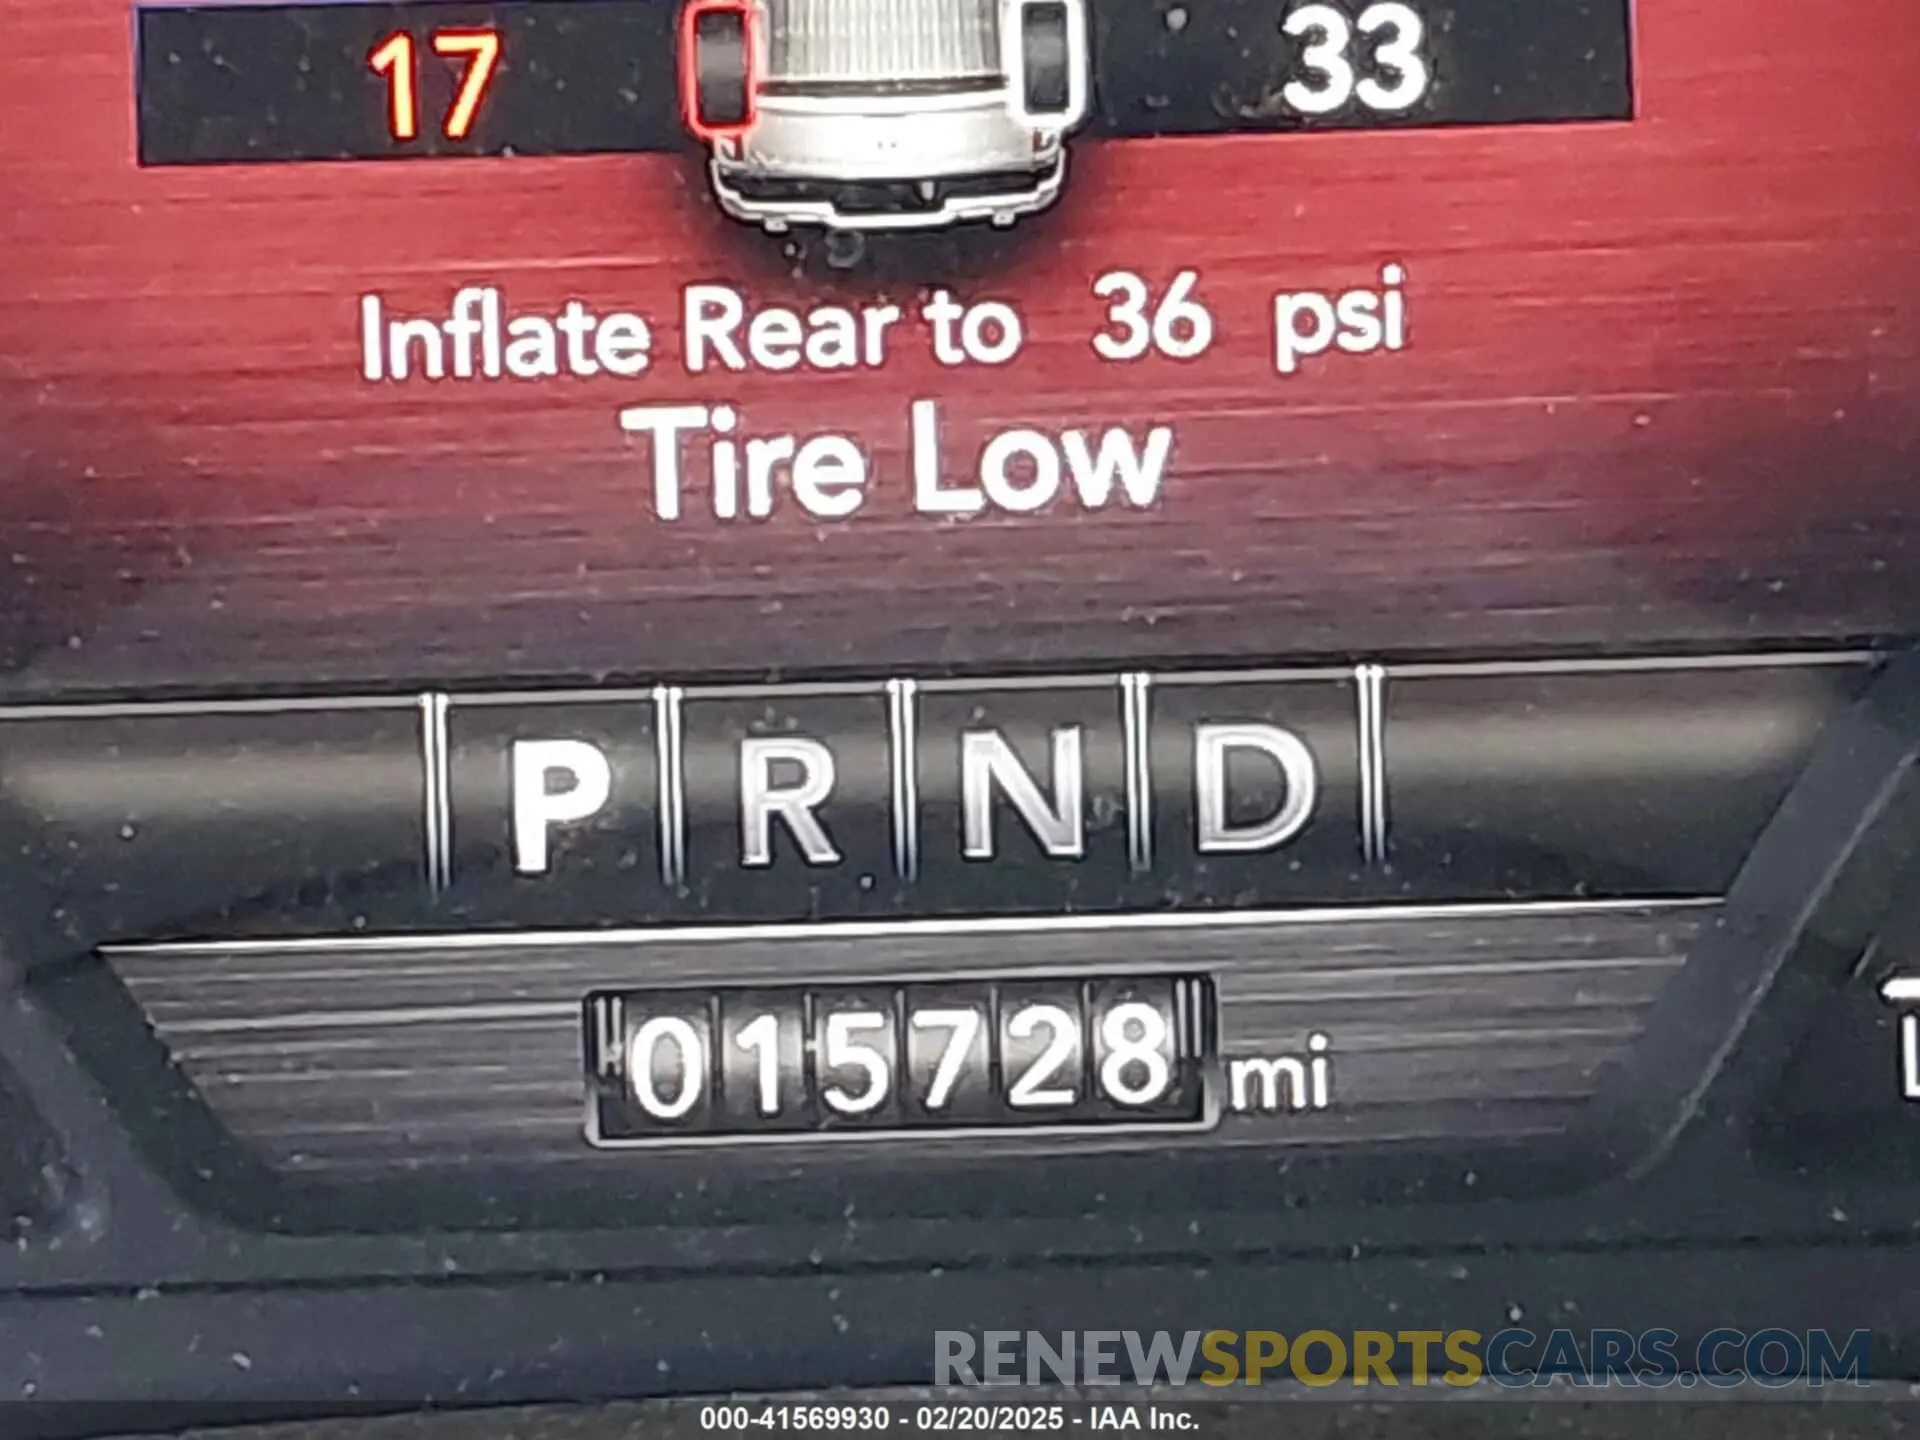 17 33
Inflate Rear to 36 psi
Tire Low
P R N D
015728 mi
RENEWSPORTSCARS.COM
000-41569930 - 02/20/2025 - IAA Inc.